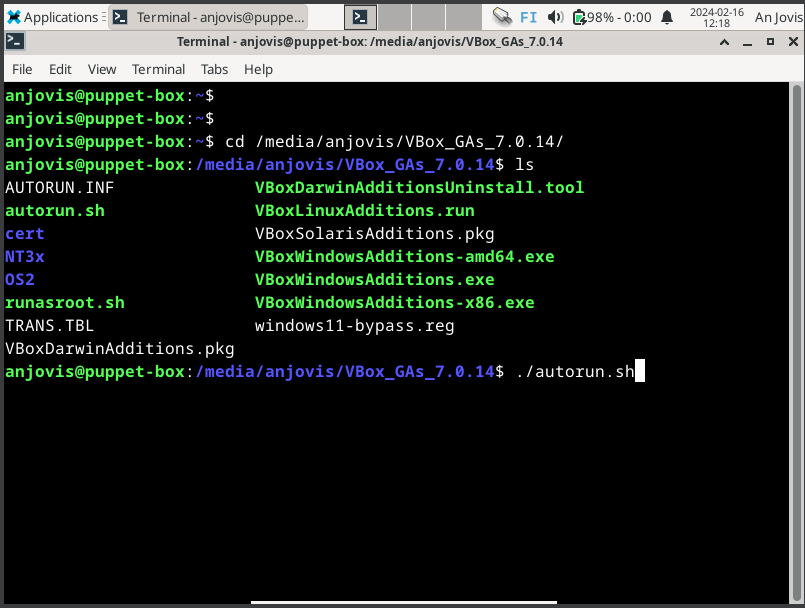 Applications
Terminal - anjovis@puppe...
FI
98% - 0:00
2024-02-16
12:18
An Jovis
Terminal - anjovis@puppet-box: /media/anjovis/VBox_GAs_7.0.14
File Edit View Terminal Tabs Help
anjovis@puppet-box:~$
anjovis@puppet-box:~$
anjovis@puppet-box:~$ cd /media/anjovis/VBox_GAs_7.0.14/
anjovis@puppet-box:/media/anjovis/VBox_GAs_7.0.14$ ls
AUTORUN.INF VBoxDarwinAdditionsUninstall.tool
autorun.sh VBoxLinuxAdditions.run
cert VBoxSolarisAdditions.pkg
NT3x VBoxWindowsAdditions-amd64.exe
OS2 VBoxWindowsAdditions.exe
runasroot.sh VBoxWindowsAdditions-x86.exe
TRANS.TBL windows11-bypass.reg
VBoxDarwinAdditions.pkg
anjovis@puppet-box:/media/anjovis/VBox_GAs_7.0.14$ ./autorun.sh